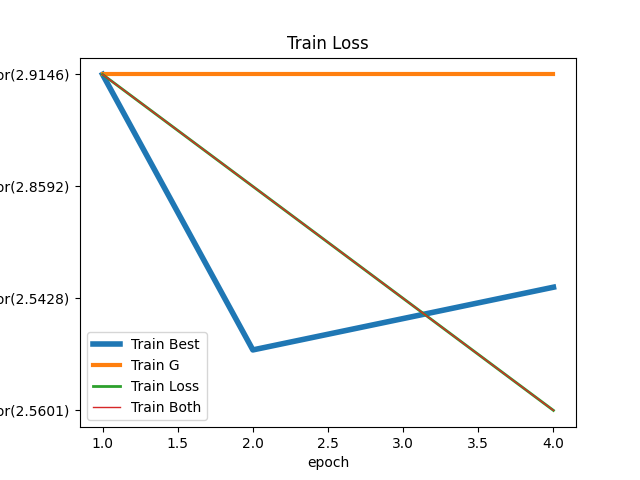 Train Loss
or(2.9146)
or(2.8592)
or(2.5428)
or(2.5601)
Train Best
Train G
Train Loss
Train Both
1.0 1.5 2.0 2.5 3.0 3.5 4.0
epoch